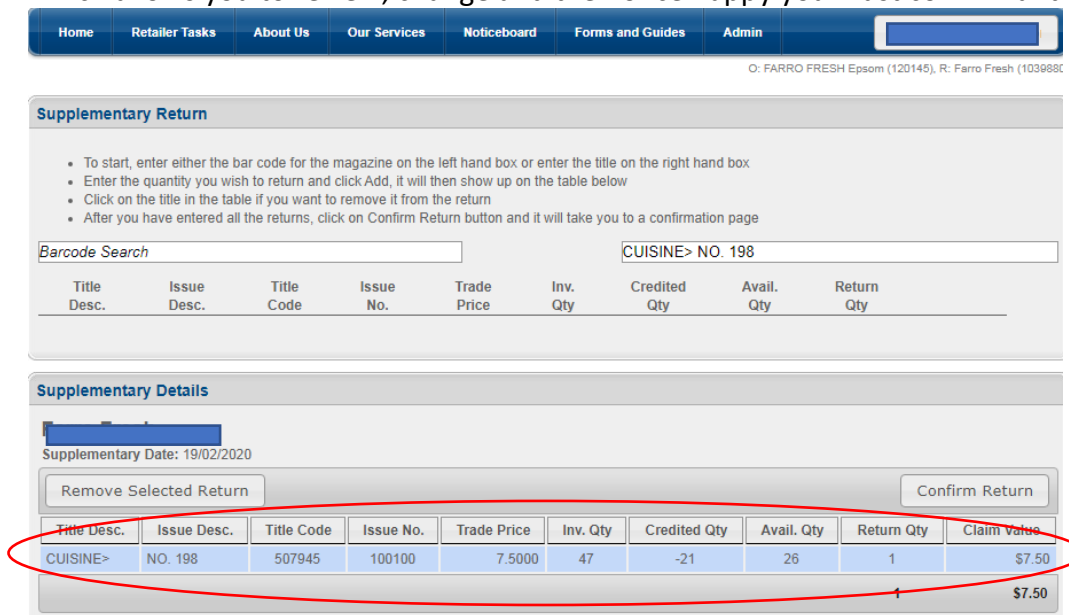 Home Retailer Tasks About Us Our Services Noticeboard Forms and Guides Admin
O: FARRO FRESH Epsom (120145), R: Farro Fresh (1039880
Supplementary Return
• To start, enter either the bar code for the magazine on the left hand box or enter the title on the right hand box
• Enter the quantity you wish to return and click Add, it will then show up on the table below
• Click on the title in the table if you want to remove it from the return
• After you have entered all the returns, click on Confirm Return button and it will take you to a confirmation page
Barcode Search CUISINE> NO. 198
Title Issue Title Issue Trade Inv. Credited Avail. Return
Desc. Desc. Code No. Price Qty Qty Qty Qty
Supplementary Details
Supplementary Date: 19/02/2020
Remove Selected Return Confirm Return
Title Desc. Issue Desc. Title Code Issue No. Trade Price Inv. Qty Credited Qty Avail. Qty Return Qty Claim Value
CUISINE> NO. 198 507945 100100 7.5000 47 -21 26 1 $7.50
1 $7.50